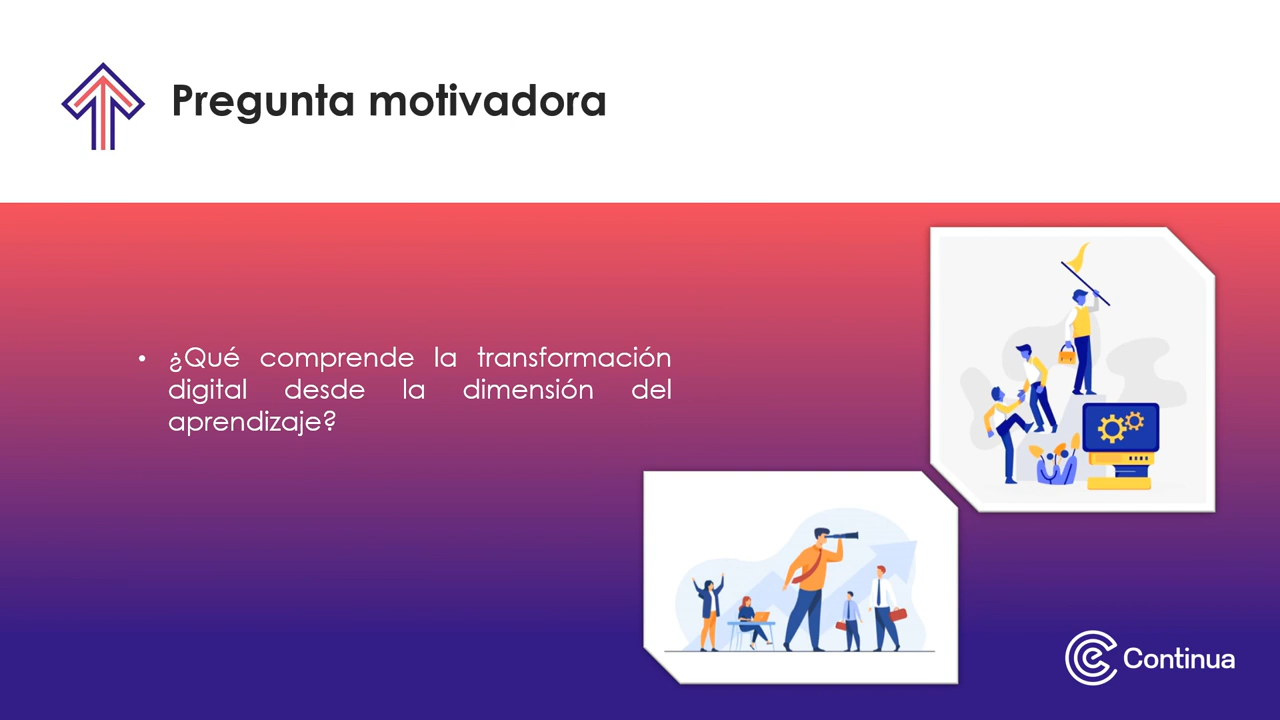 Pregunta motivadora
• ¿Qué comprende la transformación
digital desde la dimensión del
aprendizaje?
Continua